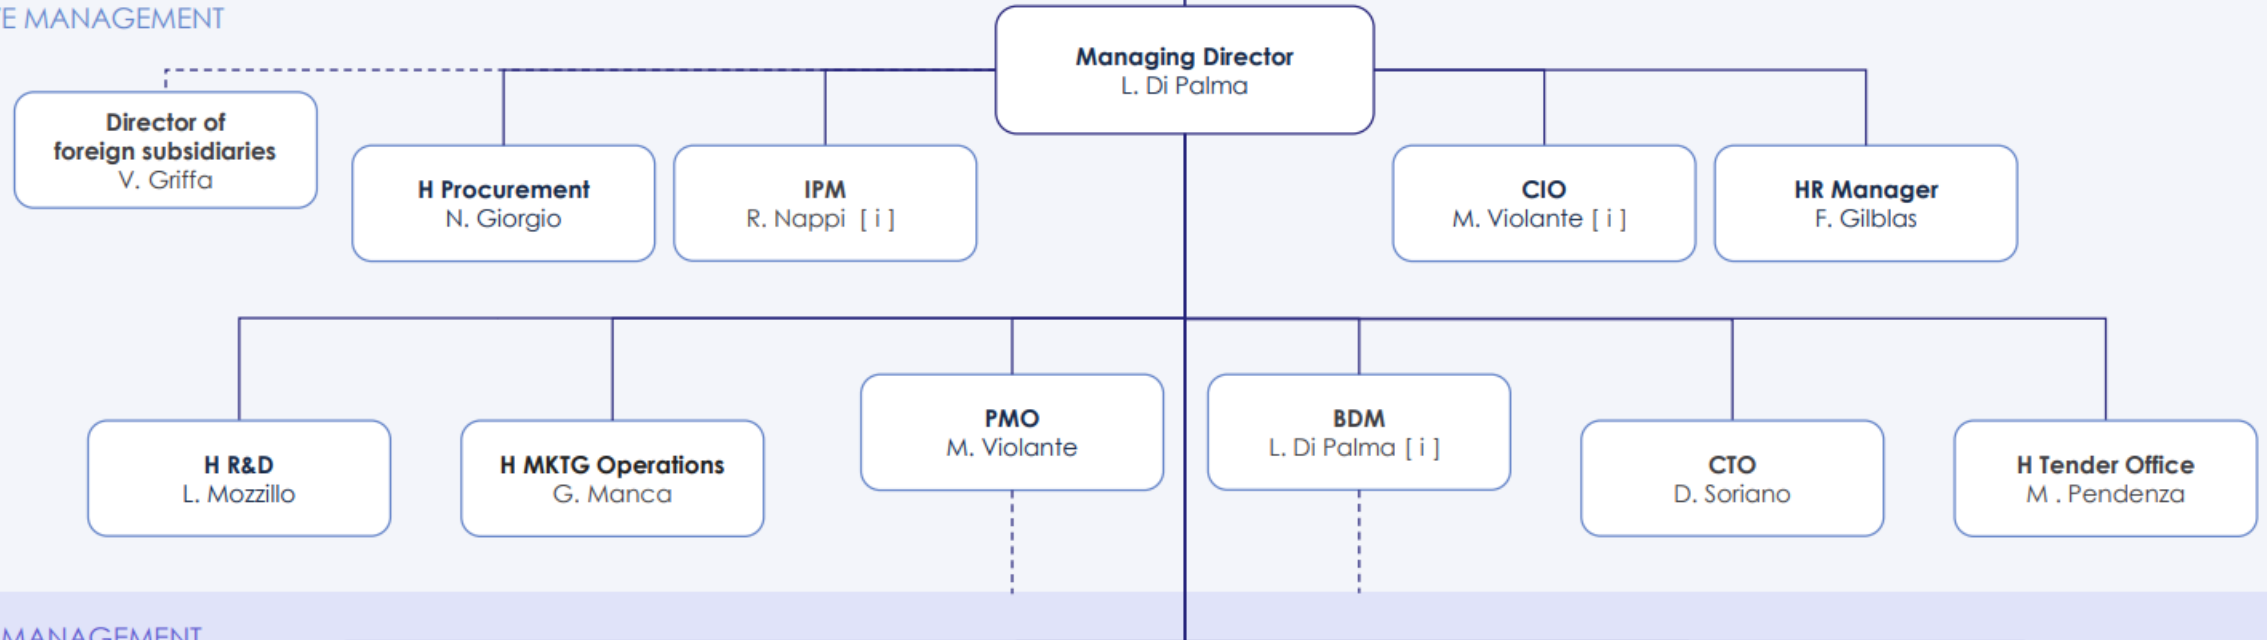 E MANAGEMENT
Managing Director
L. Di Palma
Director of
foreign subsidiaries
V. Griffa
H Procurement
N. Giorgio
IPM
R. Nappi [ i ]
CIO
M. Violante [ i ]
HR Manager
F. Gilblas
H R&D
L. Mozzillo
H MKTG Operations
G. Manca
PMO
M. Violante
BDM
L. Di Palma [ i ]
CTO
D. Soriano
H Tender Office
M . Pendenza
MANAGEMENT